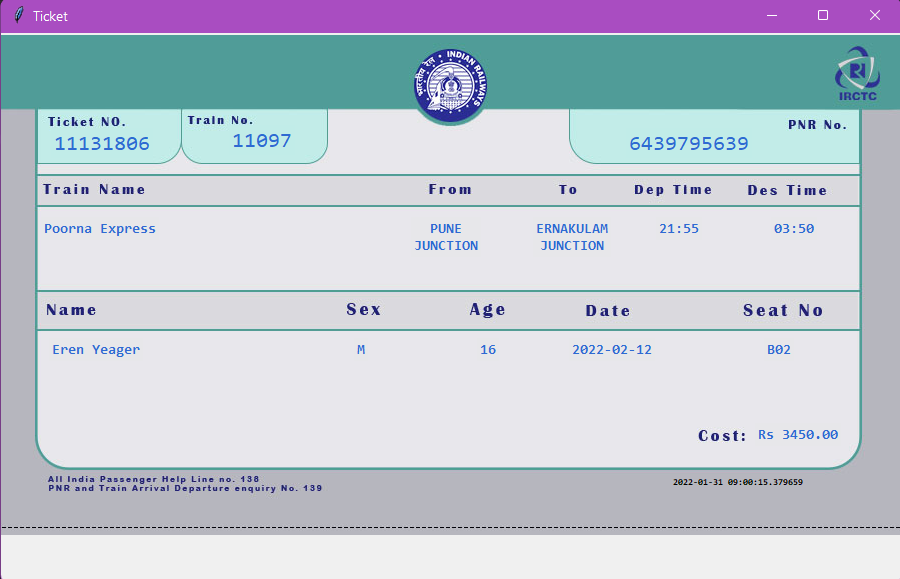 Ticket
भारतीय रेल
INDIAN RAILWAYS
IRCTC
Ticket NO. Train No. PNR No.
11131806 11097 6439795639
Train Name From To Dep Time Des Time
Poorna Express PUNE ERNAKULAM 21:55 03:50
JUNCTION JUNCTION
Name Sex Age Date Seat No
Eren Yeager M 16 2022-02-12 B02
Cost: Rs 3450.00
All India Passenger Help Line no. 138
PNR and Train Arrival Departure enquiry No. 139
2022-01-31 09:00:15.379659